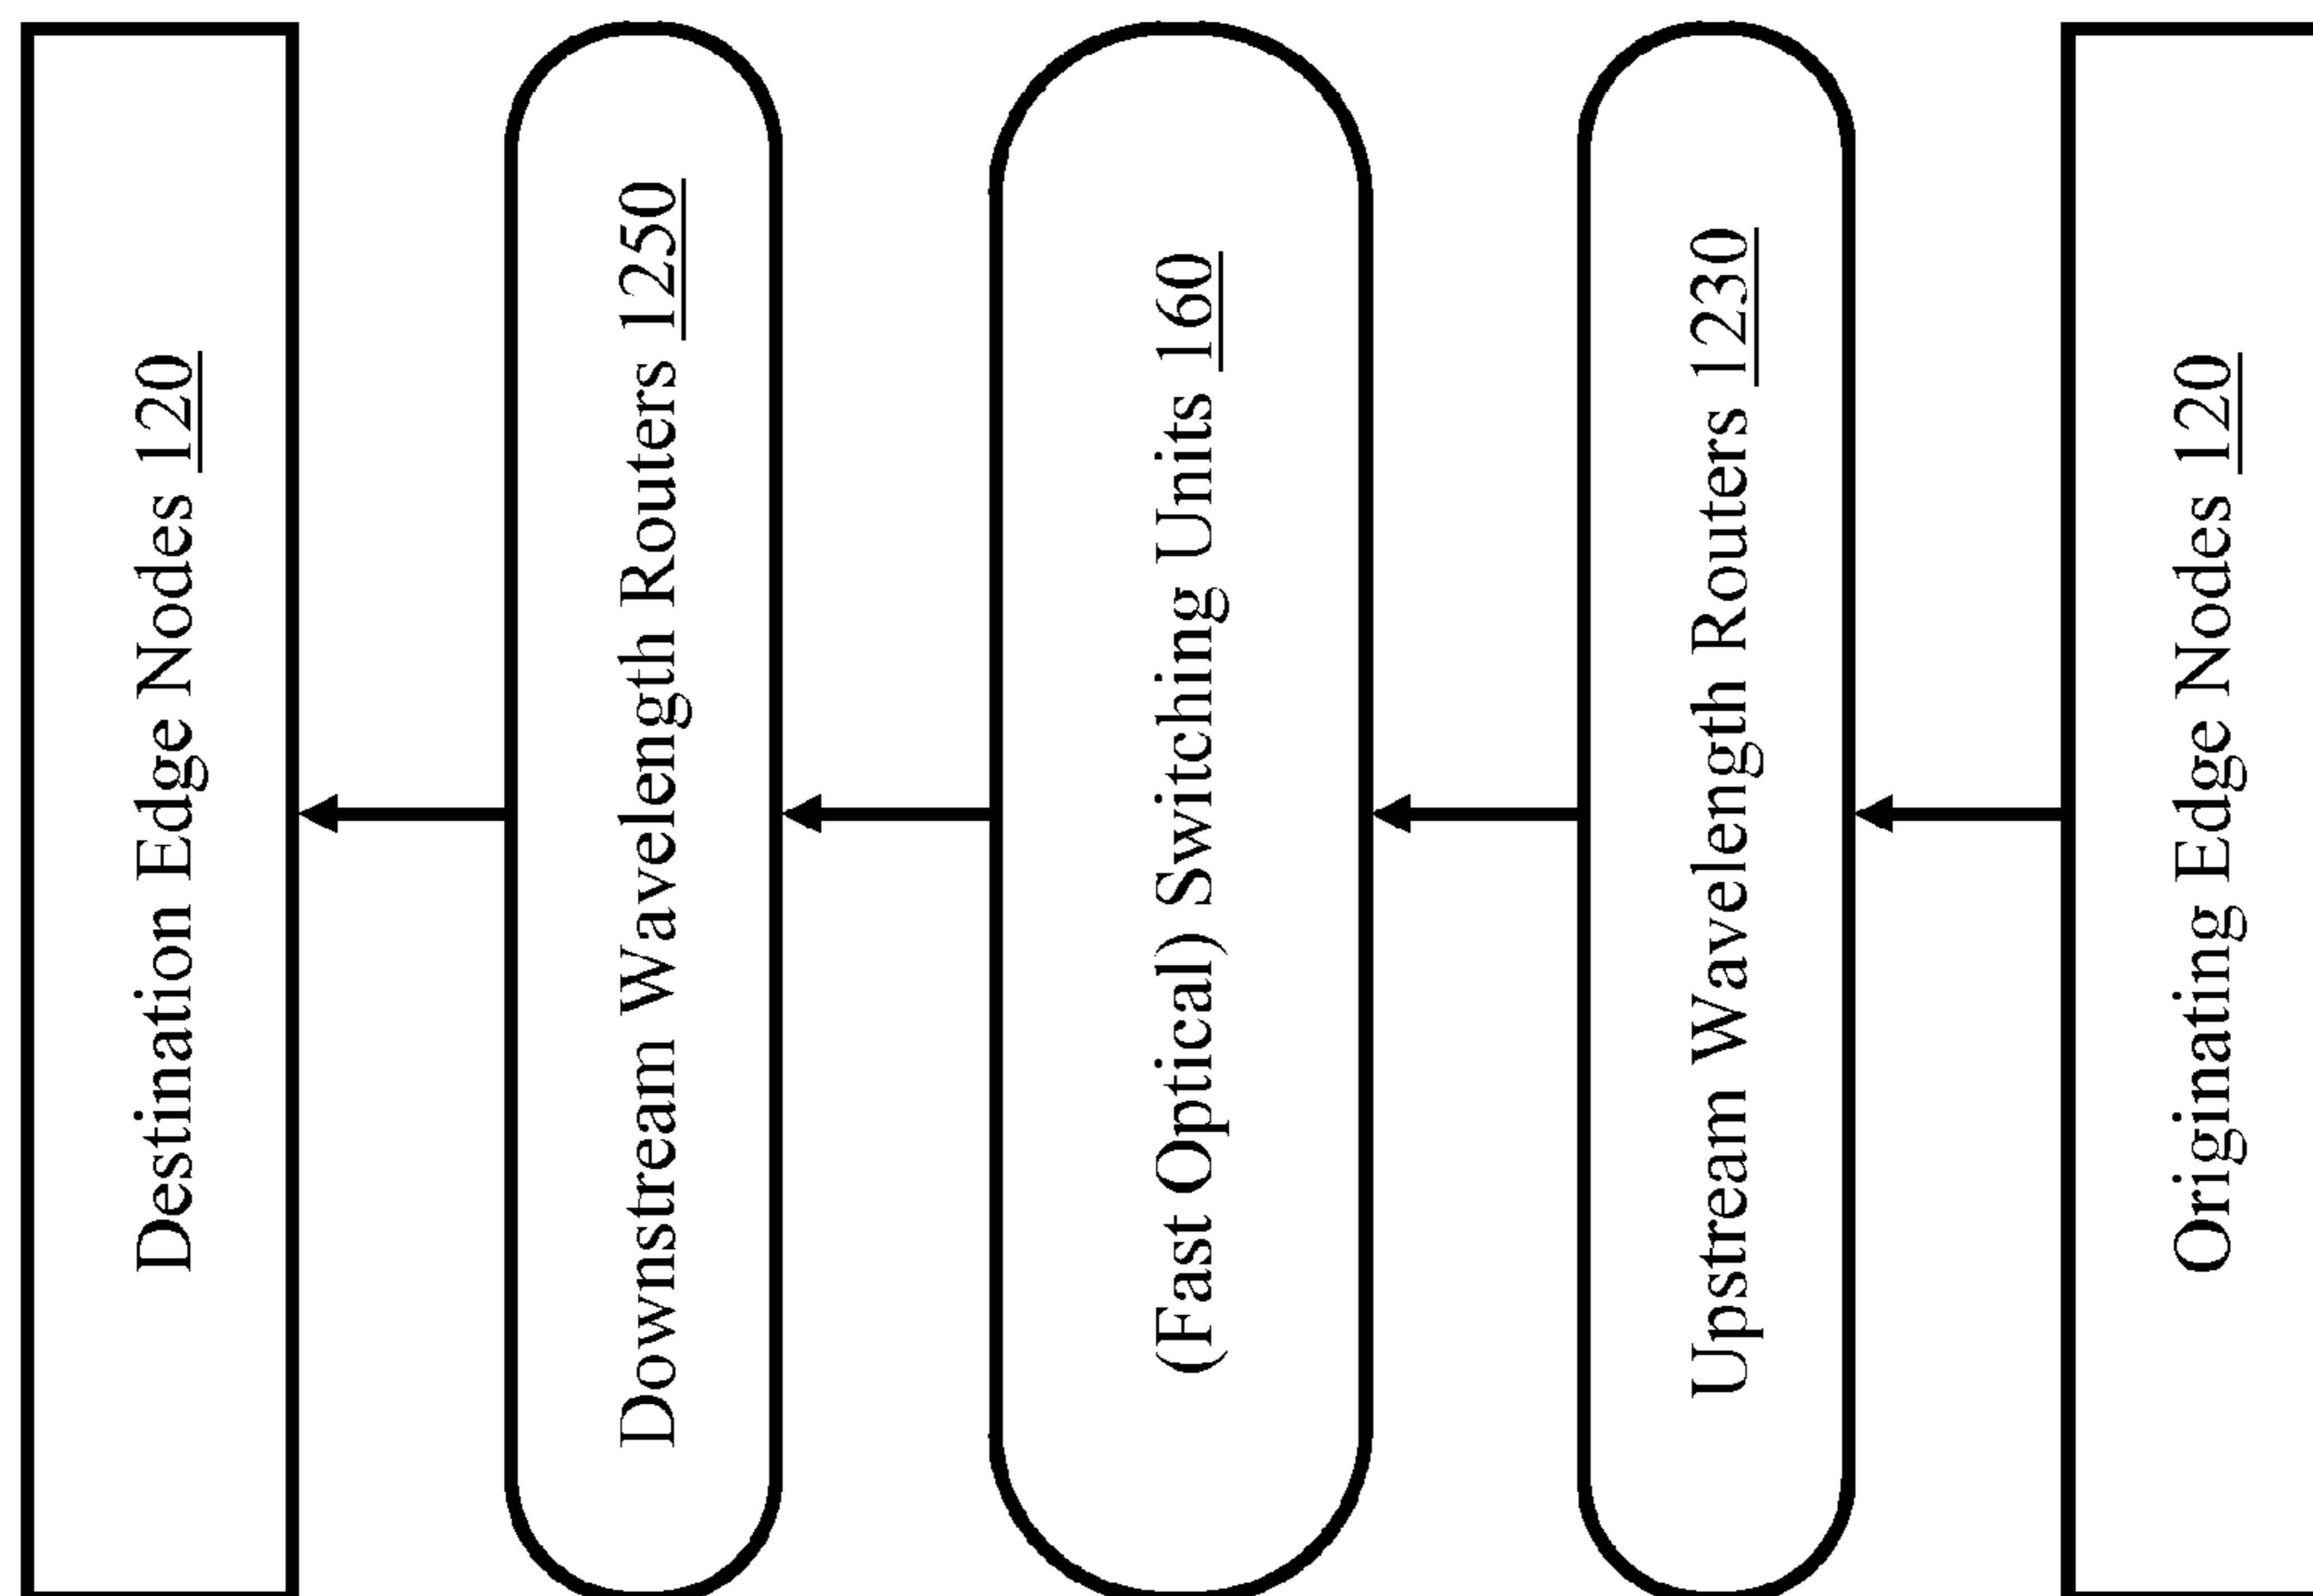 Destination Edge Nodes 120
Downstream Wavelength Routers 1250
(Fast Optical) Switching Units 160
Upstream Wavelength Routers 1230
Originating Edge Nodes 120